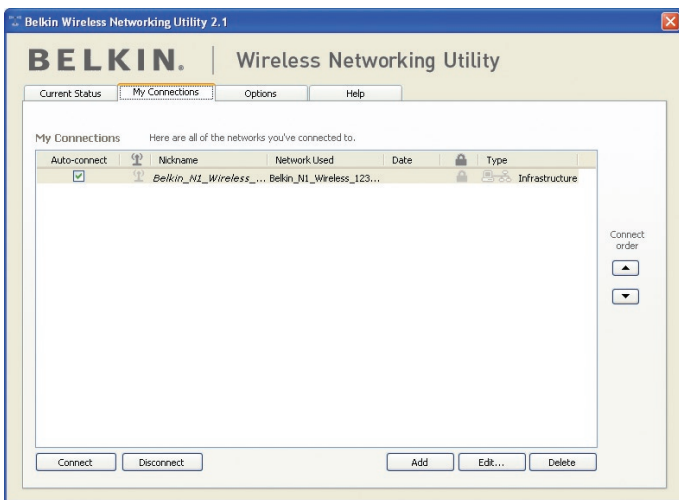 Belkin Wireless Networking Utility 2.1
BELKIN. | Wireless Networking Utility
Current Status My Connections Options Help
My Connections Here are all of the networks you've connected to.
Auto-connect Nickname Network Used Date Type
Belkin_N1_Wireless_... Belkin_N1_Wireless_123... Infrastructure
Connect
order
Connect Disconnect Add Edit... Delete